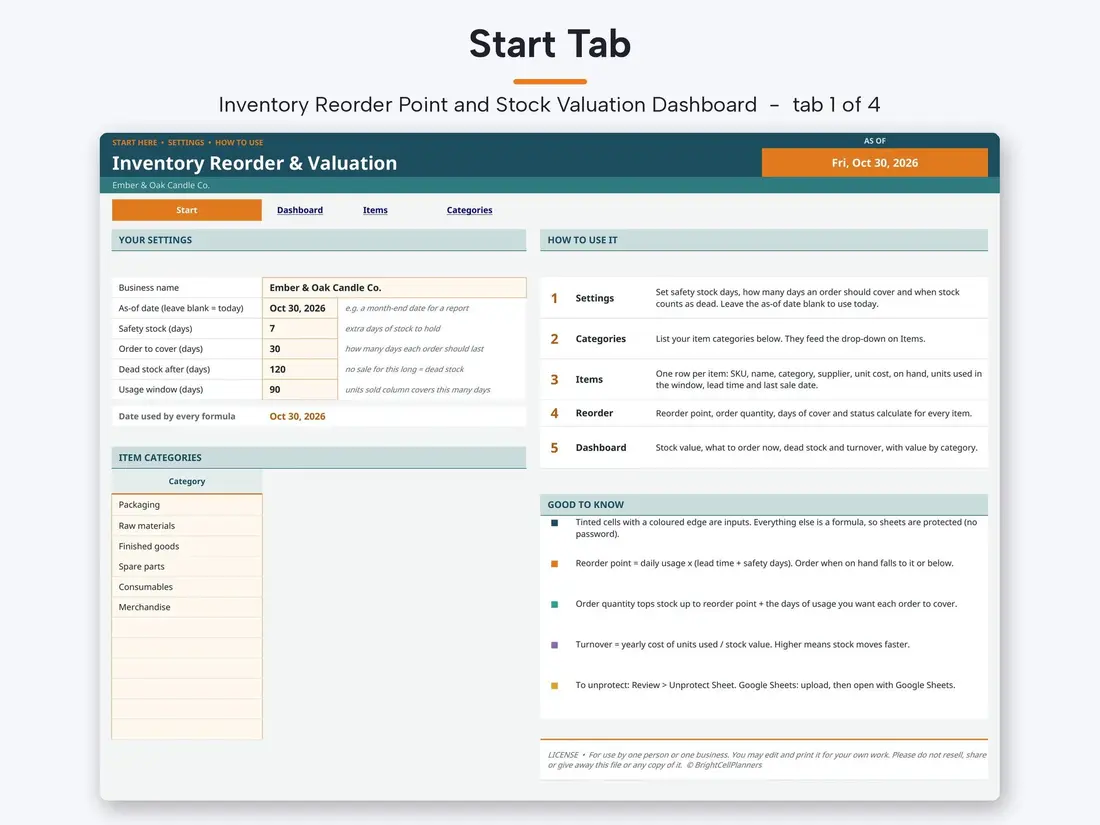 Start Tab
Inventory Reorder Point and Stock Valuation Dashboard – tab 1 of 4
START HERE • SETTINGS • HOW TO USE
AS OF
Inventory Reorder & Valuation
Fri, Oct 30, 2026
Ember & Oak Candle Co.
Start
Dashboard
Items
Categories
YOUR SETTINGS
Business name
Ember & Oak Candle Co.
As-of date (leave blank = today)
Oct 30, 2026
e.g. a month-end date for a report
Safety stock (days)
7
extra days of stock to hold
Order to cover (days)
30
how many days each order should last
Dead stock after (days)
120
no sale for this long = dead stock
Usage window (days)
90
units sold column covers this many days
Date used by every formula
Oct 30, 2026
ITEM CATEGORIES
Category
Packaging
Raw materials
Finished goods
Spare parts
Consumables
Merchandise
HOW TO USE IT
1
Settings
Set safety stock days, how many days an order should cover and when stock
counts as dead. Leave the as-of date blank to use today.
2
Categories
List your item categories below. They feed the drop-down on Items.
3
Items
One row per item: SKU, name, category, supplier, unit cost, on hand, units used in
the window, lead time and last sale date.
4
Reorder
Reorder point, order quantity, days of cover and status calculate for every item.
5
Dashboard
Stock value, what to order now, dead stock and turnover, with value by category.
GOOD TO KNOW
Tinted cells with a coloured edge are inputs. Everything else is a formula, so sheets are protected (no
password).
Reorder point = daily usage x (lead time + safety days). Order when on hand falls to it or below.
Order quantity tops stock up to reorder point + the days of usage you want each order to cover.
Turnover = yearly cost of units used / stock value. Higher means stock moves faster.
To unprotect: Review > Unprotect Sheet. Google Sheets: upload, then open with Google Sheets.
LICENSE • For use by one person or one business. You may edit and print it for your own work. Please do not resell, share
or give away this file or any copy of it. © BrightCellPlanners